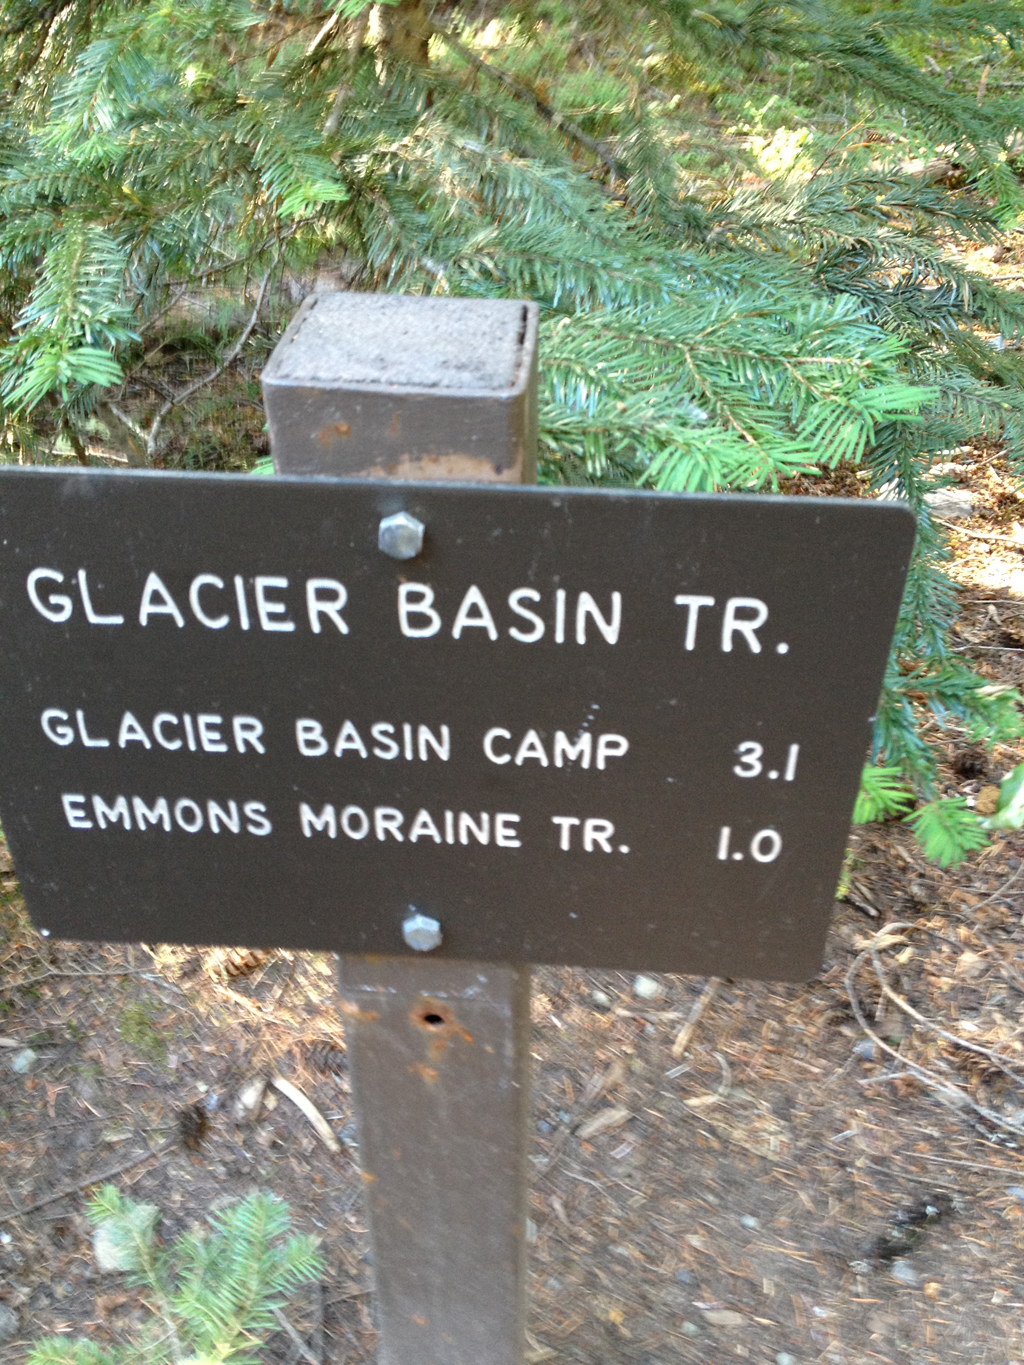 GLACIER BASIN TR.
GLACIER BASIN CAMP 3.1
EMMONS MORAINE TR. 1.0